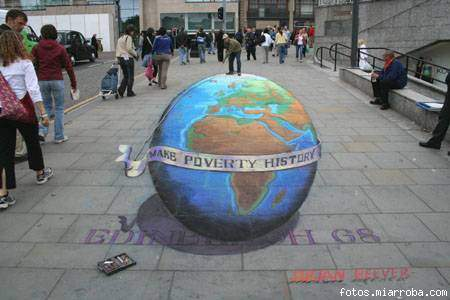 MAKE POVERTY HISTORY
EDINBURGH G8
JULIAN BEEVER
fotos.miarroba.com